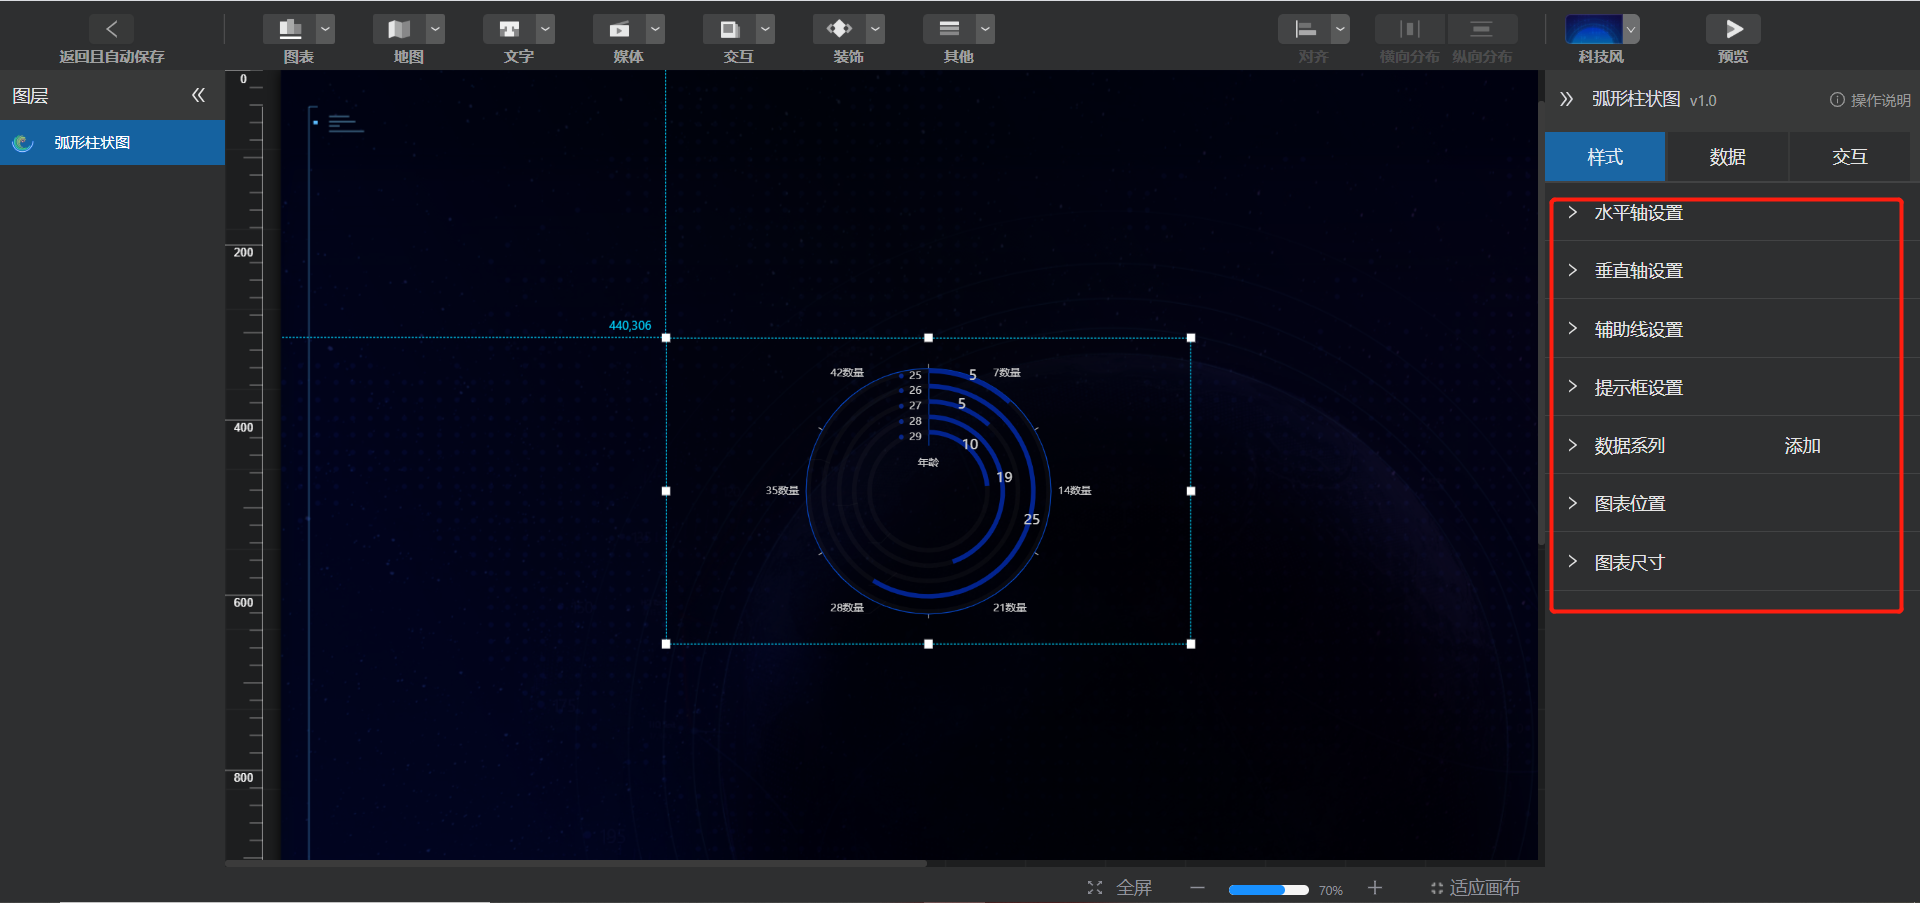 返回且自动保存
图表
地图
文字
媒体
交互
装饰
其他
对齐
横向分布
纵向分布
科技风
预览
图层
弧形柱状图
0
200
400
600
800
440,306
42数量
7数量
14数量
21数量
28数量
35数量
25
26
27
28
29
年龄
5
5
10
19
25
弧形柱状图 v1.0
操作说明
样式
数据
交互
水平轴设置
垂直轴设置
辅助线设置
提示框设置
数据系列 添加
图表位置
图表尺寸
全屏
70%
适应画布